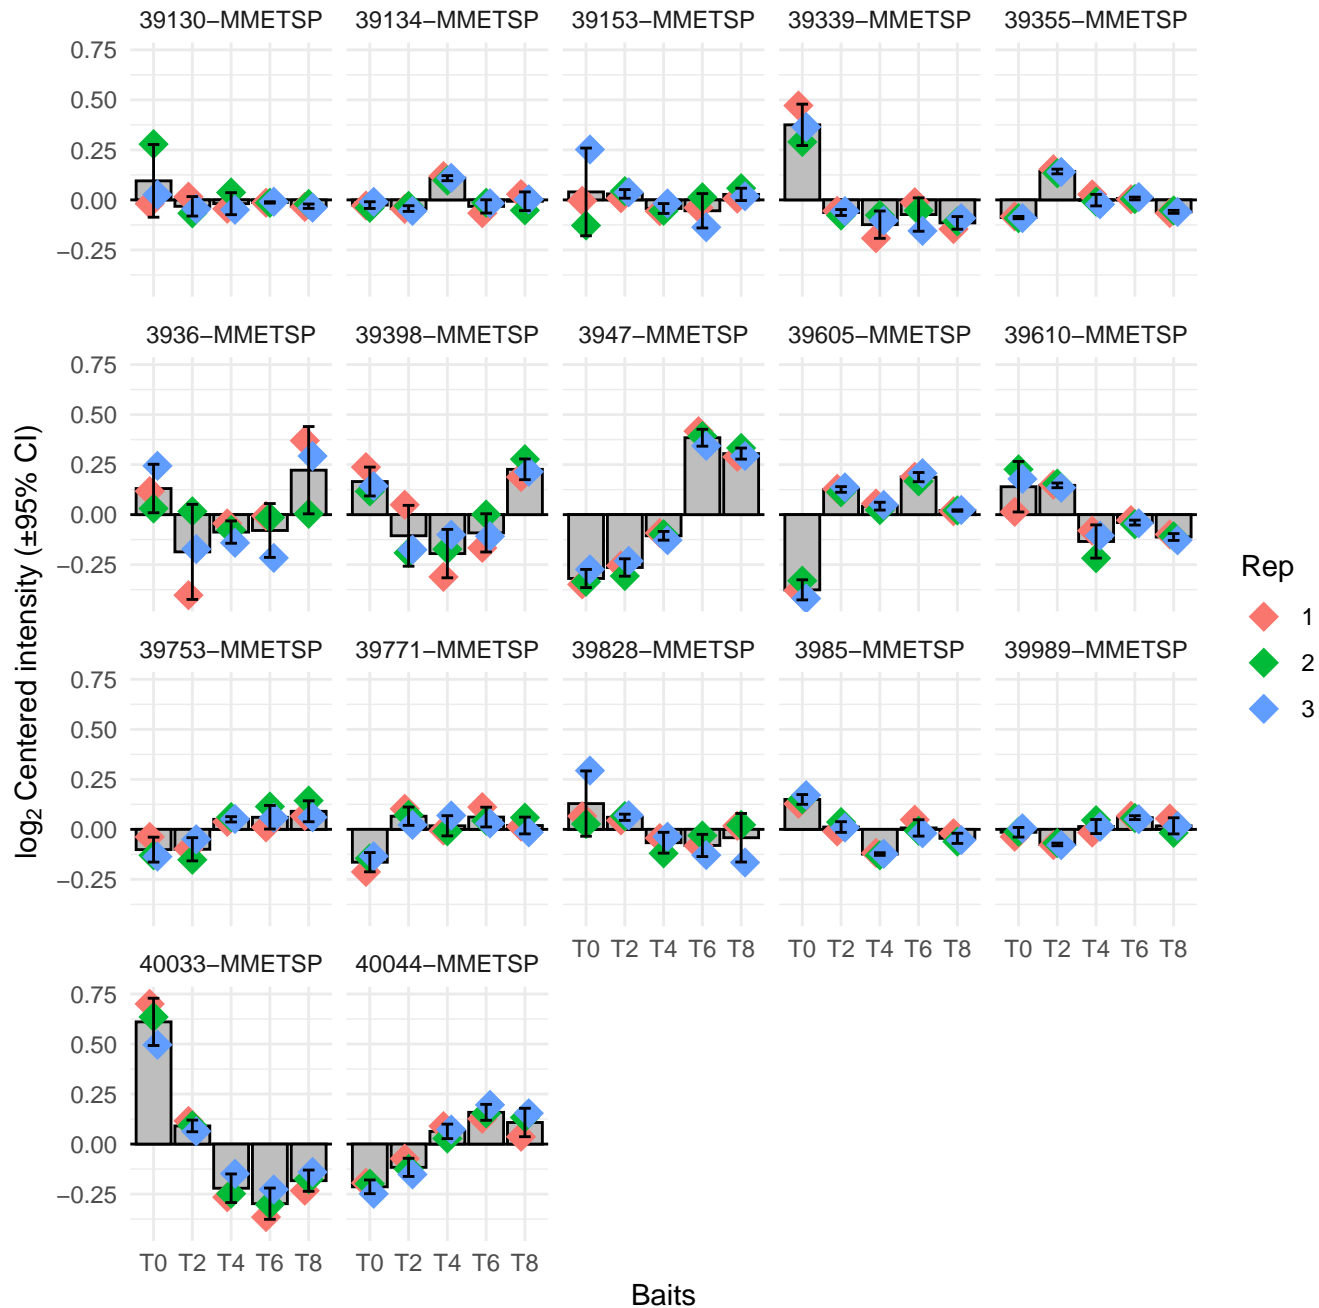 39130−MMETSP 39134−MMETSP 39153−MMETSP 39339−MMETSP 39355−MMETSP
0.75
0.50
0.25
0.00
−0.25
3936−MMETSP 39398−MMETSP 3947−MMETSP 39605−MMETSP 39610−MMETSP
0.75
0.50
0.25
0.00
−0.25
39753−MMETSP 39771−MMETSP 39828−MMETSP 3985−MMETSP 39989−MMETSP
0.75
0.50
0.25
0.00
−0.25
T0 T2 T4 T6 T8 T0 T2 T4 T6 T8 T0 T2 T4 T6 T8
40033−MMETSP 40044−MMETSP
0.75
0.50
0.25
0.00
−0.25
T0 T2 T4 T6 T8 T0 T2 T4 T6 T8
Baits
log2 Centered intensity (±95% CI)
Rep
1
2
3